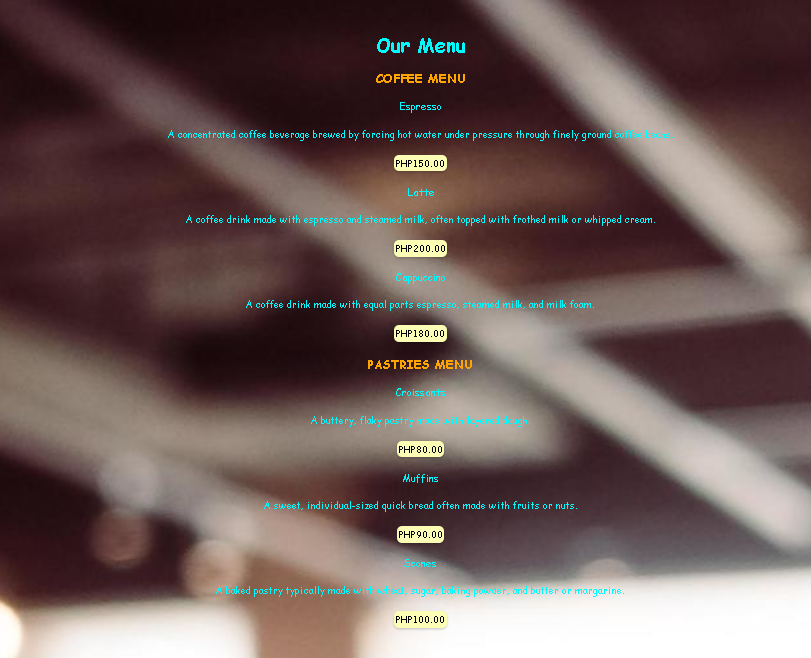 Our Menu
COFFEE MENU
Espresso
A concentrated coffee beverage brewed by forcing hot water under pressure through finely ground coffee
PHP150.00
Latte
A coffee drink made with espresso and steamed milk, often topped with frothed milk or whipped cream.
PHP200.00
Cappuccino
A coffee drink made with equal parts espresso, steamed milk, and milk foam.
PHP180.00
PASTRIES MENU
Croissants
A buttery, flaky pastry dough.
PHP80.00
Muffins
A sweet, individual-sized quick bread often made with fruits or nuts.
PHP90.00
Scones
A baked pastry typically made with wheat, sugar, baking powder, and butter or margarine.
PHP100.00